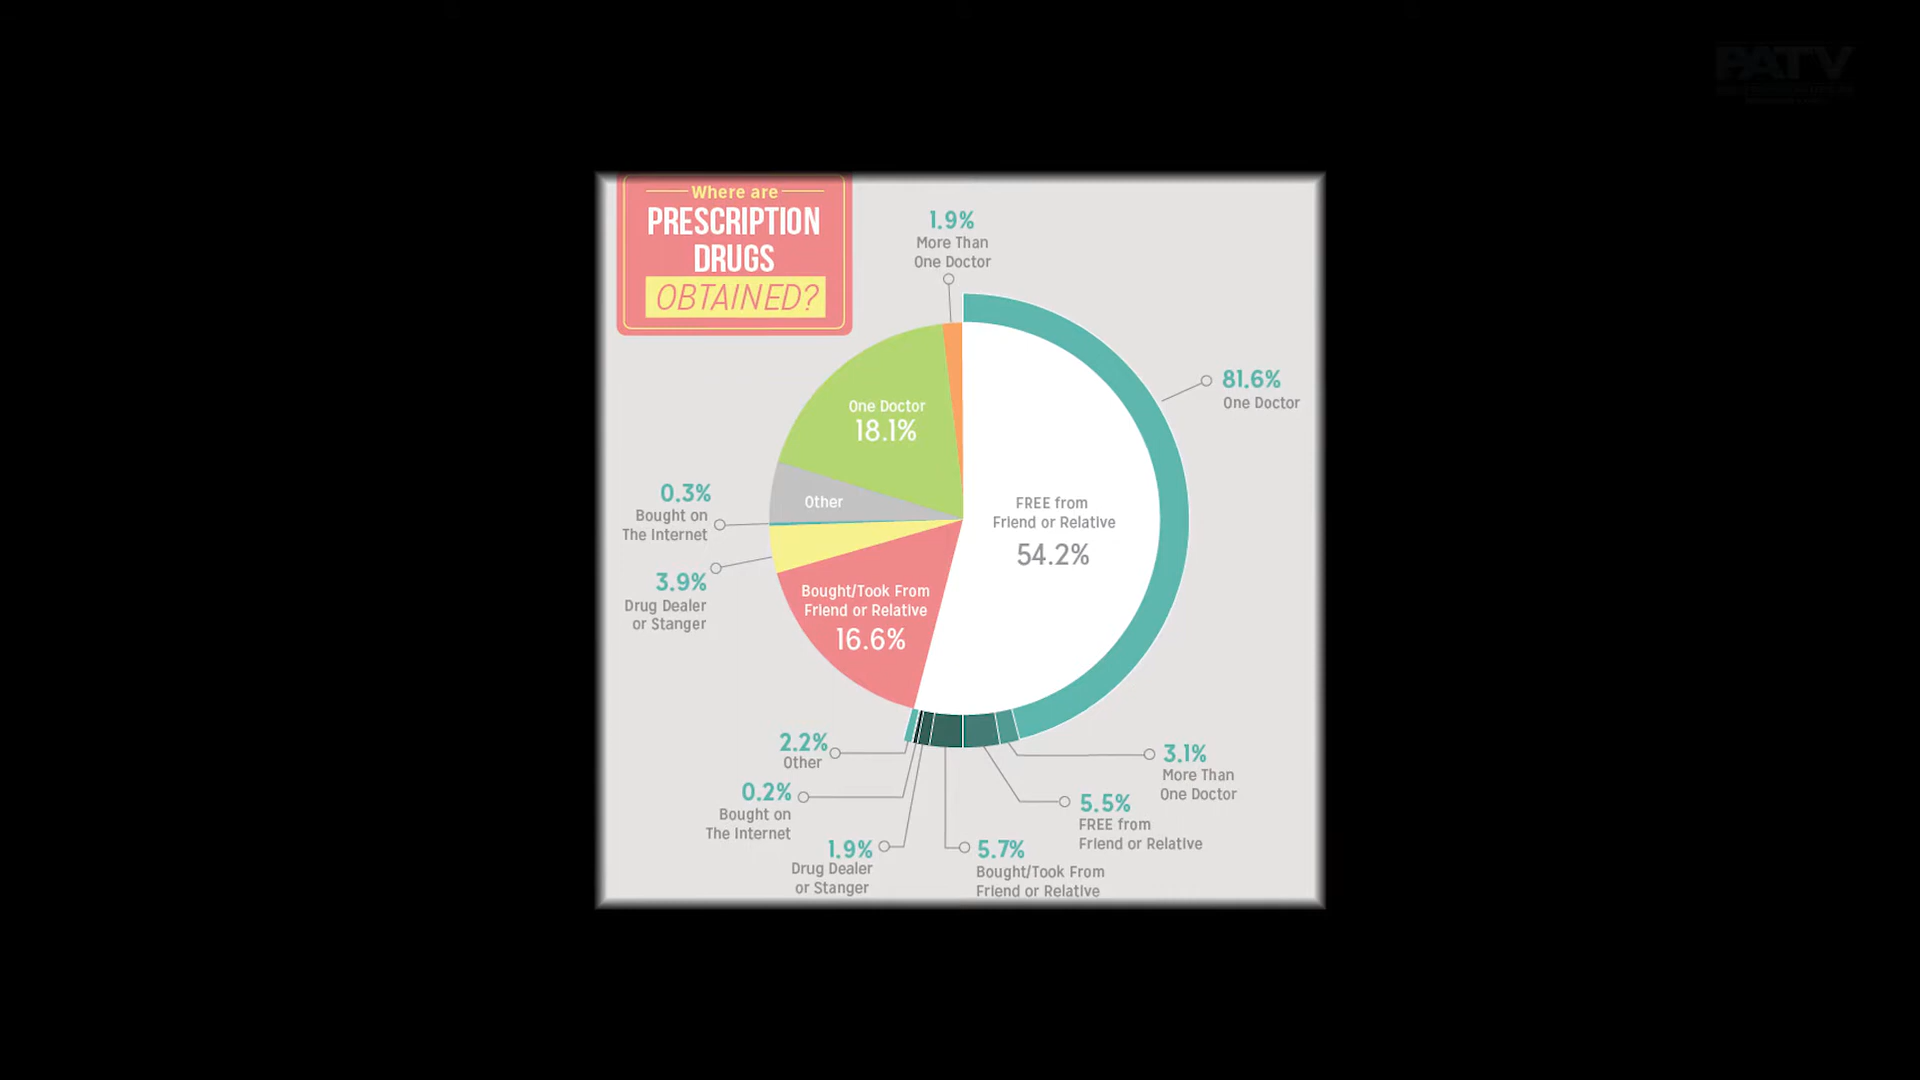 PATV
Where are
PRESCRIPTION
DRUGS
OBTAINED?
1.9%
More Than
One Doctor
81.6%
One Doctor
One Doctor
18.1%
Other
FREE from
Friend or Relative
54.2%
0.3%
Bought on
The Internet
3.9%
Drug Dealer
or Stanger
Bought/Took From
Friend or Relative
16.6%
2.2%
Other
0.2%
Bought on
The Internet
1.9%
Drug Dealer
or Stanger
5.7%
Bought/Took From
Friend or Relative
5.5%
FREE from
Friend or Relative
3.1%
More Than
One Doctor